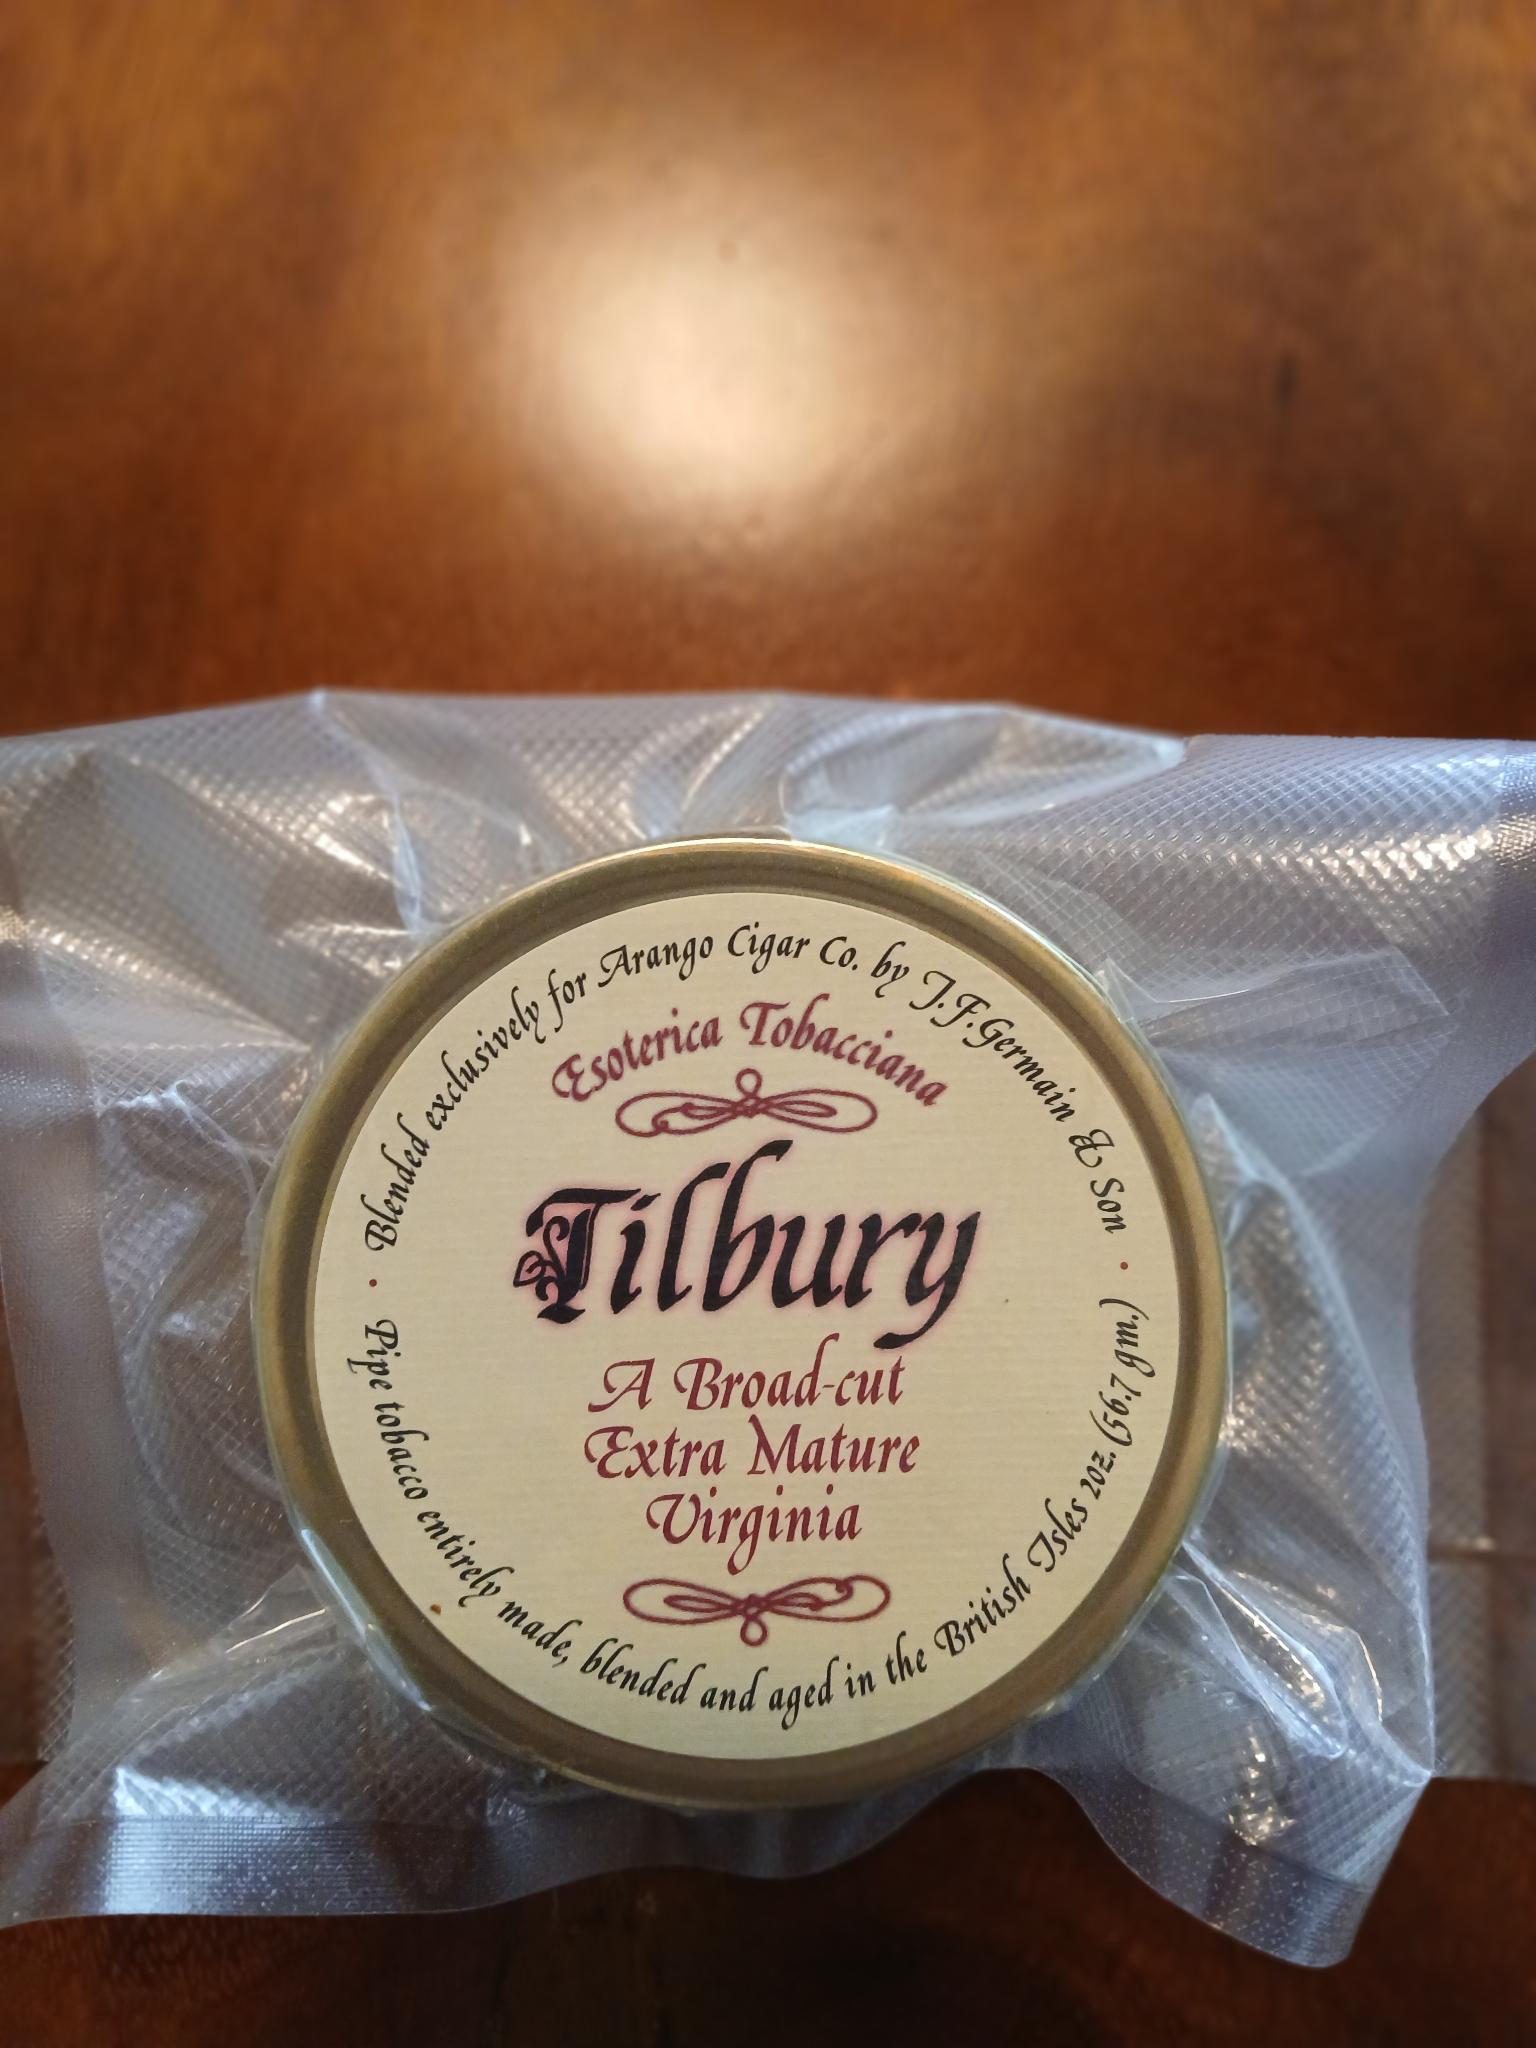 Blended exclusively for Arango Cigar Co. by J.F.Germain & Son
Esoterica Tobacciana
Tilbury
A Broad-cut
Extra Mature
Virginia
Pipe tobacco entirely made, blended and aged in the British Isles 2oz. (56.7 gm.)